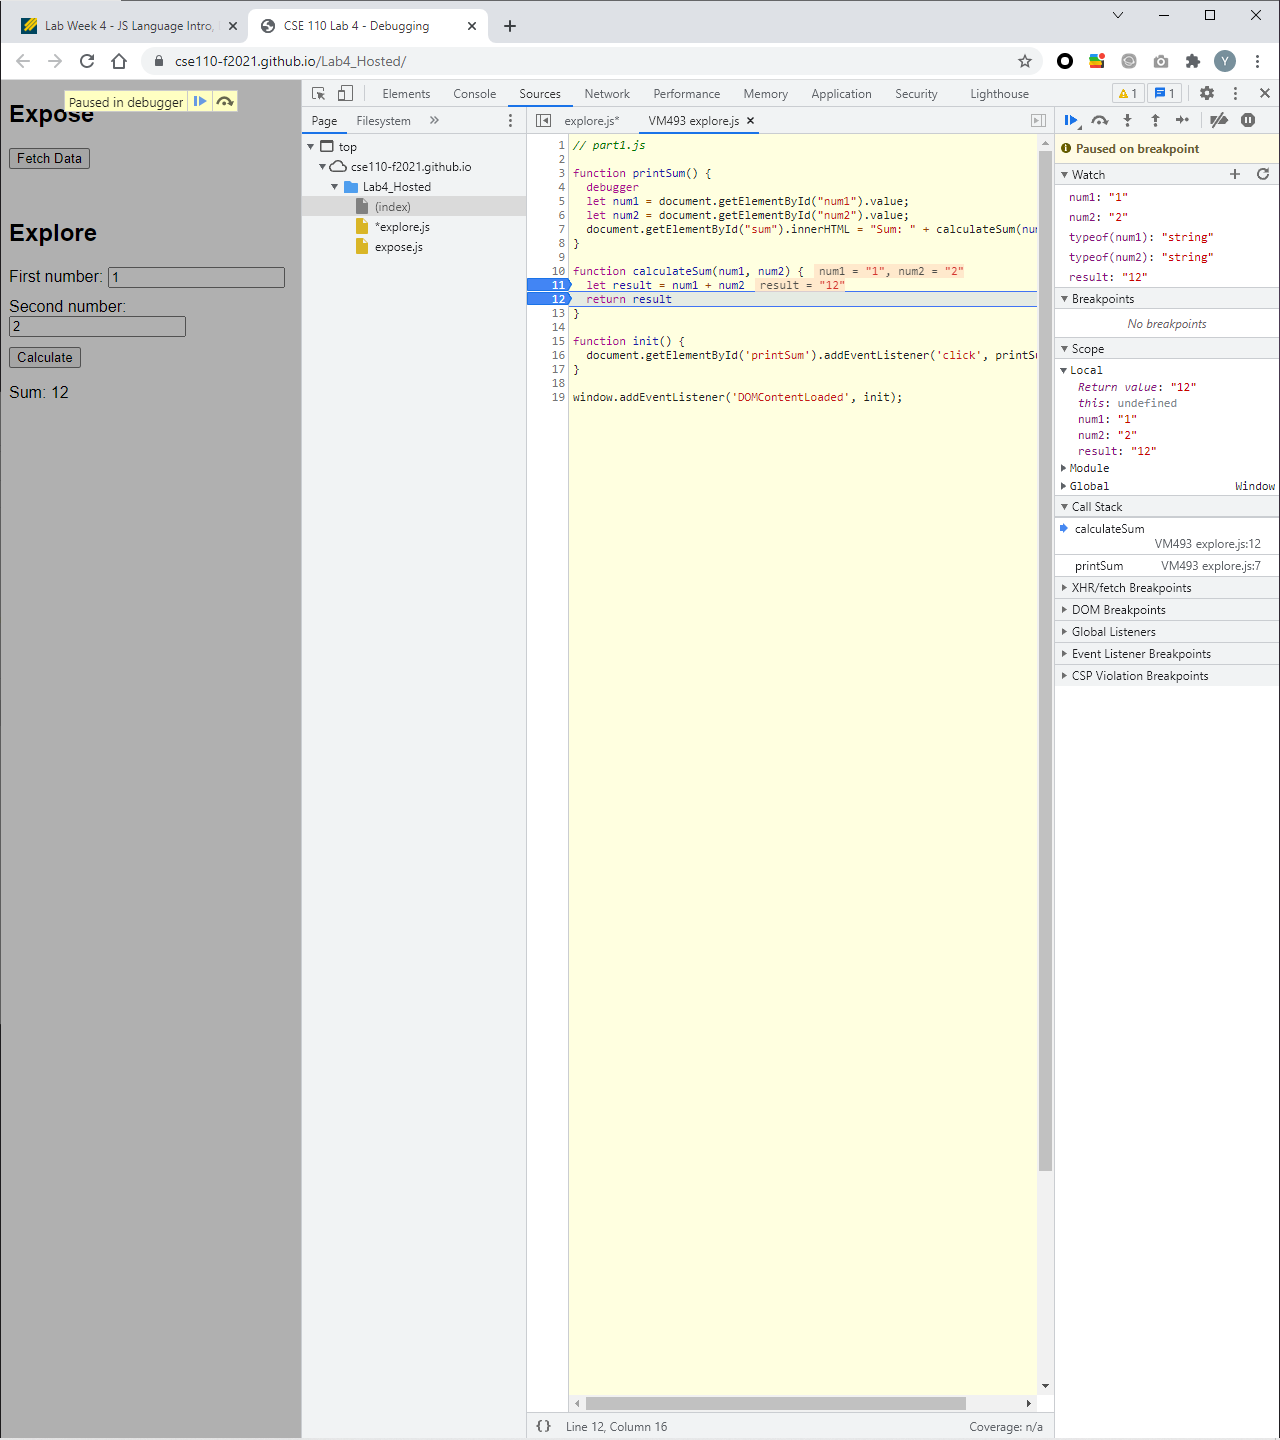 Lab Week 4 - JS Language Intro,
CSE 110 Lab 4 - Debugging
cse110-f2021.github.io/Lab4_Hosted/
Y
Paused in debugger
Expose
Fetch Data
Explore
First number: 1
Second number:
2
Calculate
Sum: 12
Elements Console Sources Network Performance Memory Application Security Lighthouse 1 1
Page Filesystem »
top
cse110-f2021.github.io
Lab4_Hosted
(index)
*explore.js
expose.js
explore.js* VM493 explore.js
1 // part1.js
2
3 function printSum() {
4 debugger
5 let num1 = document.getElementById("num1").value;
6 let num2 = document.getElementById("num2").value;
7 document.getElementById("sum").innerHTML = "Sum: " + calculateSum(nu
8 }
9
10 function calculateSum(num1, num2) { num1 = "1", num2 = "2"
11 let result = num1 + num2 result = "12"
12 return result
13 }
14
15 function init() {
16 document.getElementById('printSum').addEventListener('click', printS
17 }
18
19 window.addEventListener('DOMContentLoaded', init);
{} Line 12, Column 16 Coverage: n/a
Paused on breakpoint
Watch
num1: "1"
num2: "2"
typeof(num1): "string"
typeof(num2): "string"
result: "12"
Breakpoints
No breakpoints
Scope
Local
Return value: "12"
this: undefined
num1: "1"
num2: "2"
result: "12"
Module
Global Window
Call Stack
calculateSum
VM493 explore.js:12
printSum VM493 explore.js:7
XHR/fetch Breakpoints
DOM Breakpoints
Global Listeners
Event Listener Breakpoints
CSP Violation Breakpoints